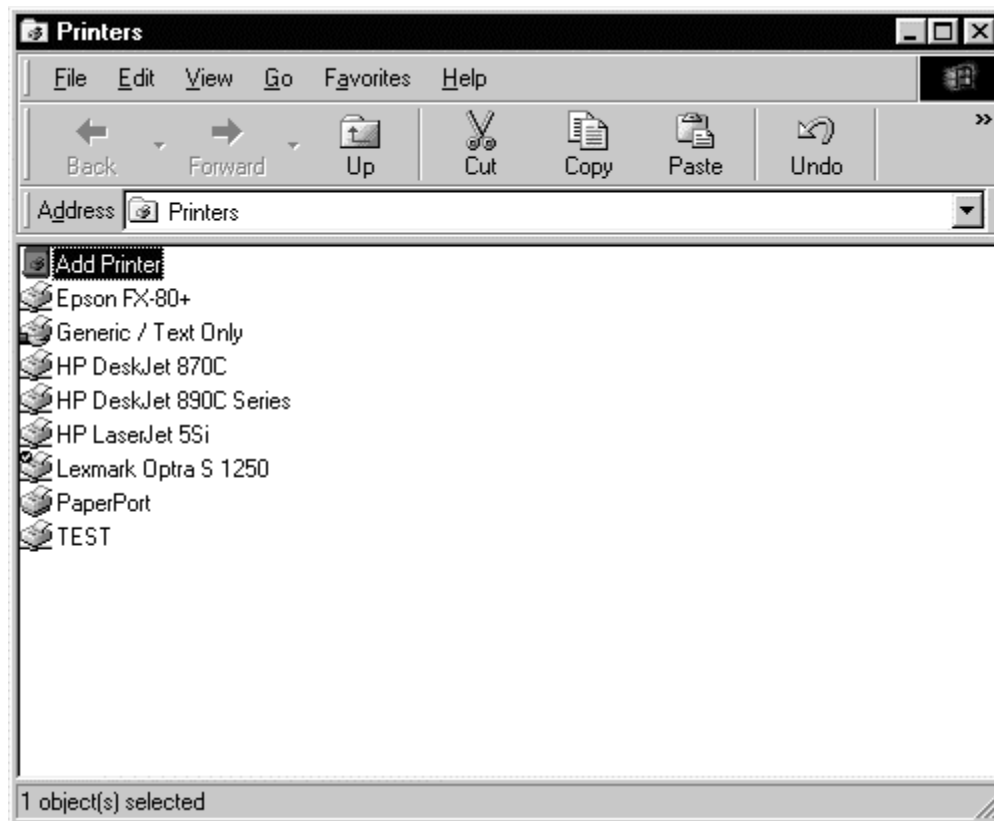 Printers
File Edit View Go Favorites Help
Back Forward Up Cut Copy Paste Undo »
Address Printers
Add Printer
Epson FX-80+
Generic / Text Only
HP DeskJet 870C
HP DeskJet 890C Series
HP LaserJet 5Si
Lexmark Optra S 1250
PaperPort
TEST
1 object(s) selected